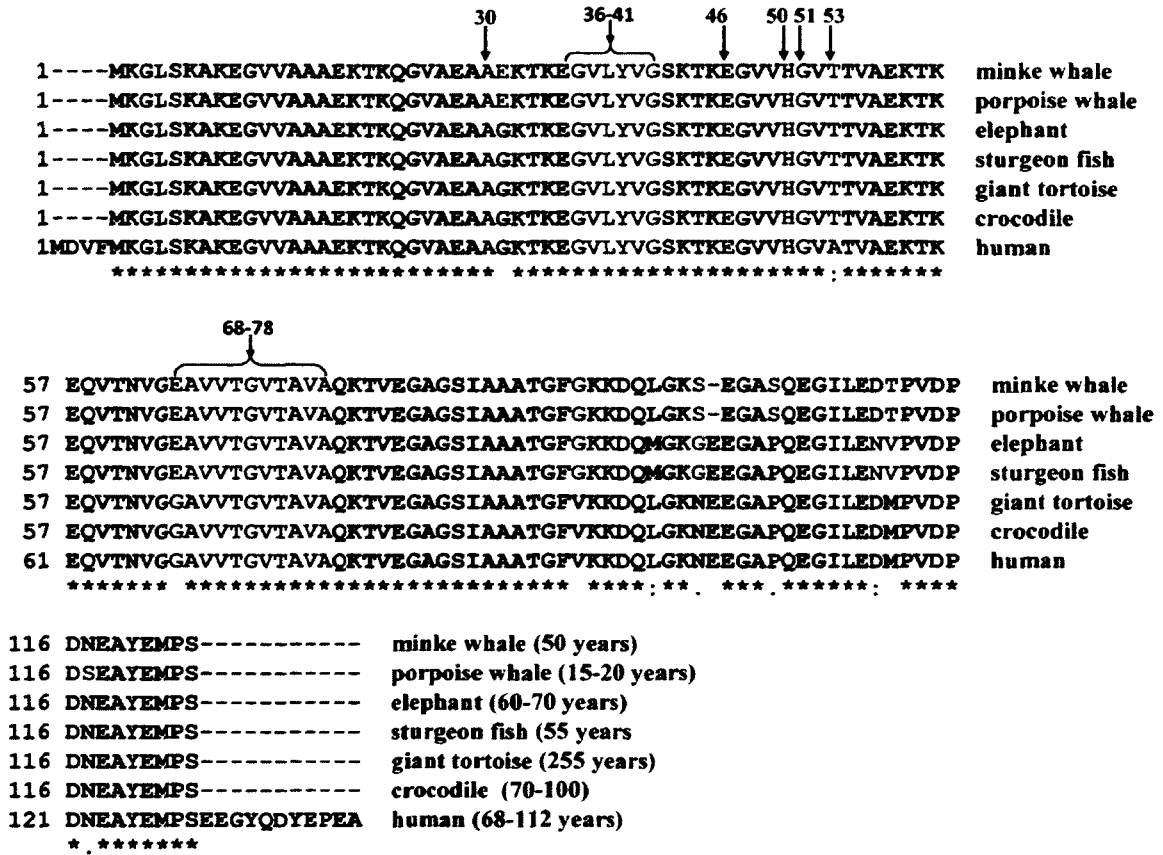 30 36-41 46 50 51 53
1----MKGLSKAKEGVVAAAEKTKQGVAEAAEKTKEGVLYVGSKTKEGVVHGVTTVAEKTK minke whale
1----MKGLSKAKEGVVAAAEKTKQGVAEAAEKTKEGVLYVGSKTKEGVVHGVTTVAEKTK porpoise whale
1----MKGLSKAKEGVVAAAEKTKQGVAEAAGKTKEGVLYVGSKTKEGVVHGVTTVAEKTK elephant
1----MKGLSKAKEGVVAAAEKTKQGVAEAAGKTKEGVLYVGSKTKEGVVHGVTTVAEKTK sturgeon fish
1----MKGLSKAKEGVVAAAEKTKQGVAEAAGKTKEGVLYVGSKTKEGVVHGVTTVAEKTK giant tortoise
1----MKGLSKAKEGVVAAAEKTKQGVAEAAGKTKEGVLYVGSKTKEGVVHGVTTVAEKTK crocodile
1MDVFMKGLSKAKEGVVAAAEKTKQGVAEAAGKTKEGVLYVGSKTKEGVVHGVATVAEKTK human
*************************** **********************:*******
68-78
57 EQVTNVGEAVVTGVTAVAQKTVEGAGSIAAATGFGKKDQLGKS-EGASQEGILEDTPVDP minke whale
57 EQVTNVGEAVVTGVTAVAQKTVEGAGSIAAATGFGKKDQLGKS-EGASQEGILEDTPVDP porpoise whale
57 EQVTNVGEAVVTGVTAVAQKTVEGAGSIAAATGFGKKDQMGKGEEGAPQEGILENVPVDP elephant
57 EQVTNVGEAVVTGVTAVAQKTVEGAGSIAAATGFGKKDQMGKGEEGAPQEGILENVPVDP sturgeon fish
57 EQVTNVGGAVVTGVTAVAQKTVEGAGSIAAATGFVKKDQLGKNEEGAPQEGILEDMPVDP giant tortoise
57 EQVTNVGGAVVTGVTAVAQKTVEGAGSIAAATGFVKKDQLGKNEEGAPQEGILEDMPVDP crocodile
61 EQVTNVGGAVVTGVTAVAQKTVEGAGSIAAATGFVKKDQLGKNEEGAPQEGILEDMPVDP human
******* ************************** ****:**. ***.******: ****
116 DNEAYEMPS----------- minke whale (50 years)
116 DSEAYEMPS----------- porpoise whale (15-20 years)
116 DNEAYEMPS----------- elephant (60-70 years)
116 DNEAYEMPS----------- sturgeon fish (55 years
116 DNEAYEMPS----------- giant tortoise (255 years)
116 DNEAYEMPS----------- crocodile (70-100)
121 DNEAYEMPSEEGYQDYEPEA human (68-112 years)
*.*******